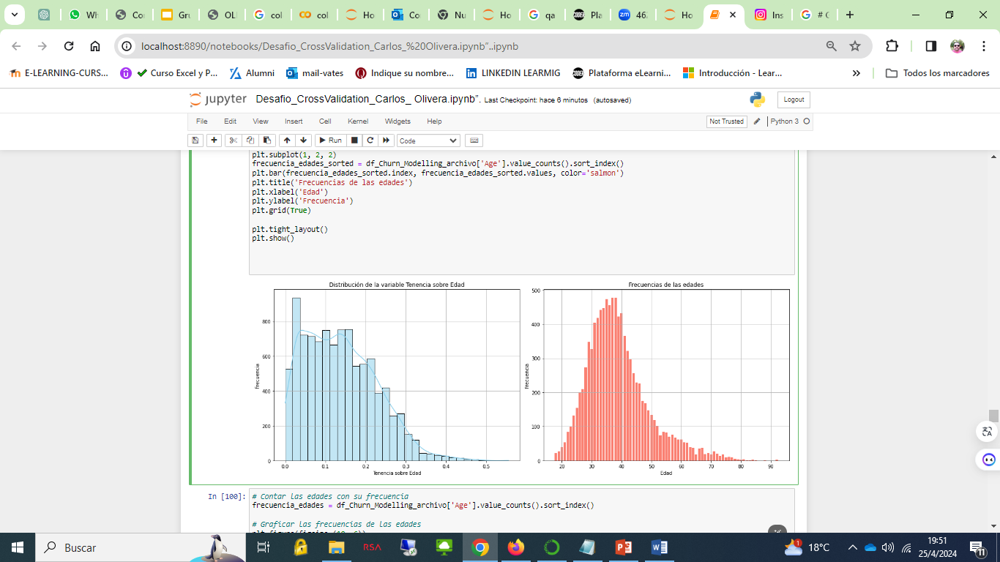 Wh
Co
Gru
OLI
col
col
Ho
Co
Nu
Ho
qa
Pla
46
Ho
Ins
# C
localhost:8890/notebooks/Desafio_CrossValidation_Carlos_%20Olivera.ipynb"..ipynb
E-LEARNING-CURS...
Curso Excel y P...
Alumni
mail-vates
Indique su nombre...
LINKEDIN LEARMIG
Plataforma eLearni...
Introducción - Lear...
Todos los marcadores
jupyter Desafio_CrossValidation_Carlos_ Olivera.ipynb". Last Checkpoint: hace 6 minutos (autosaved)
Logout
File Edit View Insert Cell Kernel Widgets Help
Not Trusted
Python 3
Run
Code
plt.subplot(1, 2, 2)
frecuencia_edades_sorted = df_Churn_Modelling_archivo['Age'].value_counts().sort_index()
plt.bar(frecuencia_edades_sorted.index, frecuencia_edades_sorted.values, color='salmon')
plt.title('Frecuencias de las edades')
plt.xlabel('Edad')
plt.ylabel('Frecuencia')
plt.grid(True)
plt.tight_layout()
plt.show()
Distribución de la variable Tenencia sobre Edad
800
600
400
200
0
Frecuencia
0.0 0.1 0.2 0.3 0.4 0.5
Tenencia sobre Edad
Frecuencias de las edades
500
400
300
200
100
0
Frecuencia
20 30 40 50 60 70 80 90
Edad
In [100]:
# Contar las edades con su frecuencia
frecuencia_edades = df_Churn_Modelling_archivo['Age'].value_counts().sort_index()
# Graficar las frecuencias de las edades
Buscar
RSA
1
18°C
19:51
25/4/2024
11